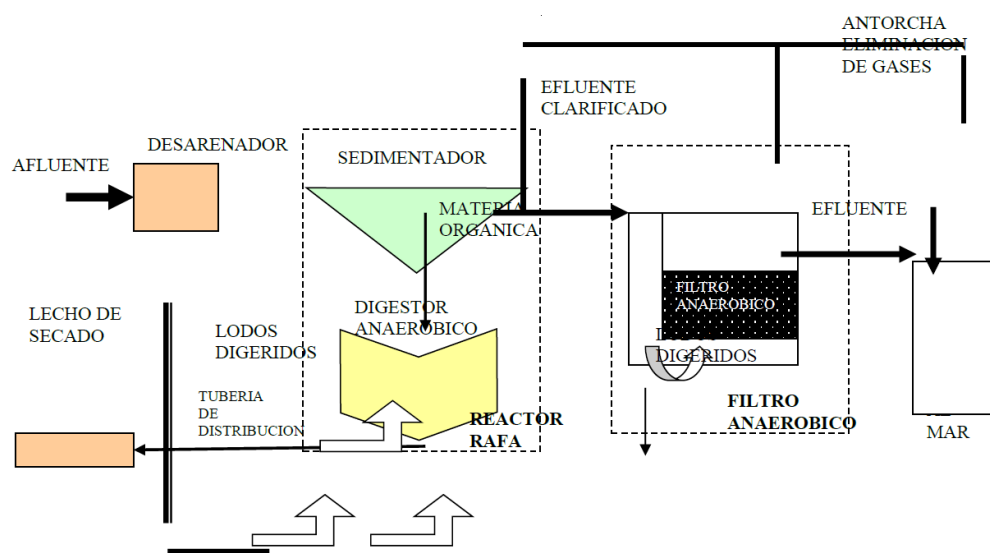 ANTORCHA
ELIMINACION
DE GASES
EFLUENTE
CLARIFICADO
DESARENADOR
SEDIMENTADOR
AFLUENTE
MATERIA
ORGANICA
EFLUENTE
FILTRO
ANAEROBICO
LECHO DE
SECADO
LODOS
DIGERIDOS
DIGESTOR
ANAEROBICO
DIGERIDOS
TUBERIA
DE
DISTRIBUCION
REACTOR
RAFA
FILTRO
ANAEROBICO
MAR